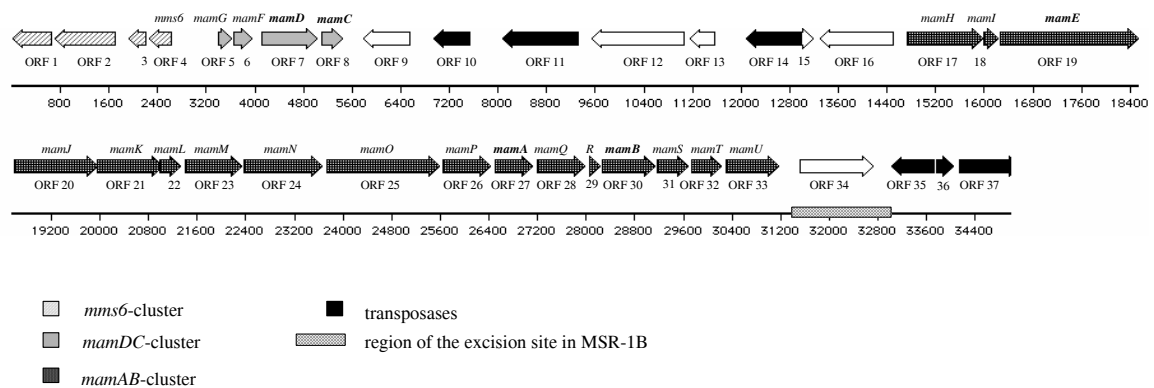 mamG mms6 mamF mamD mamC mamH mamI mamE
ORF 1 ORF 2 3 ORF 4 ORF 5 6 ORF 7 ORF 8 ORF 9 ORF 10 ORF 11 ORF 12 ORF 13 ORF 14 15 ORF 16 ORF 17 18 ORF 19
800 1600 2400 3200 4000 4800 5600 6400 7200 8000 8800 9600 10400 11200 12000 12800 13600 14400 15200 16000 16800 17600 18400
mamJ mamK mamL mamM mamN mamO mamP mamA mamQ R mamB mamS mamT mamU
ORF 20 ORF 21 22 ORF 23 ORF 24 ORF 25 ORF 26 ORF 27 ORF 28 29 ORF 30 31 ORF 32 ORF 33 ORF 34 ORF 35 36 ORF 37
19200 20000 20800 21600 22400 23200 24000 24800 25600 26400 27200 28000 28800 29600 30400 31200 32000 32800 33600 34400
mms6-cluster transposases
mamDC-cluster region of the excision site in MSR-1B
mamAB-cluster